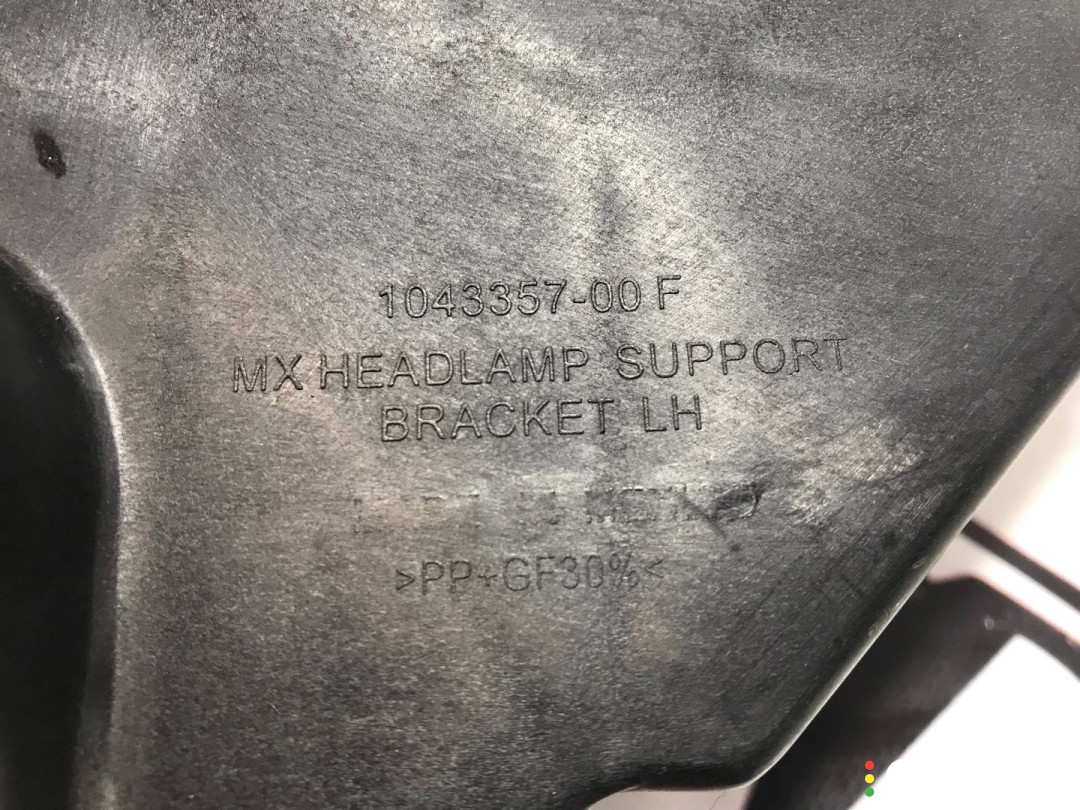 1043357-00 F
MX HEADLAMP SUPPORT
BRACKET LH
>PP+GF30%<